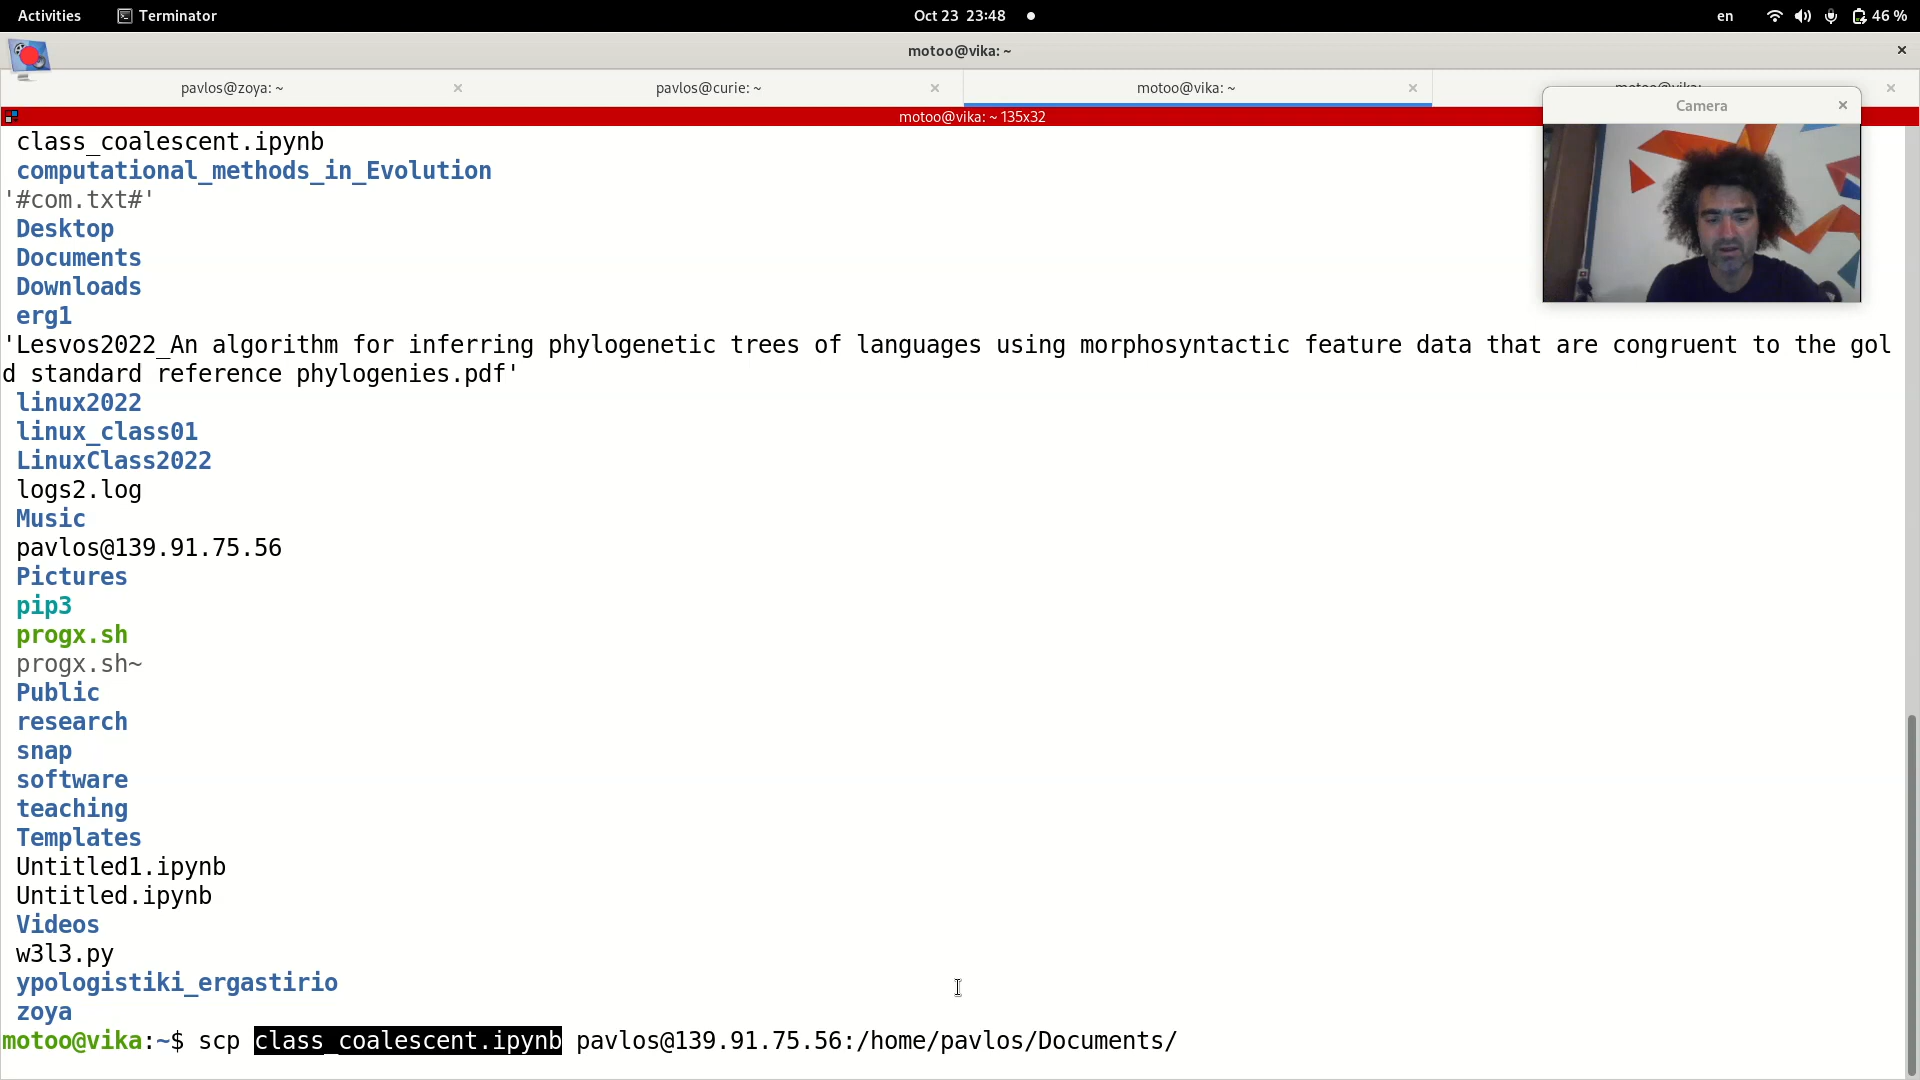 Activities Terminator Oct 23 23:48 en 46 %
motoo@vika: ~
pavlos@zoya: ~ pavlos@curie: ~ motoo@vika: ~
motoo@vika: ~ 135x32
Camera
class_coalescent.ipynb
computational_methods_in_Evolution
'#com.txt#'
Desktop
Documents
Downloads
erg1
'Lesvos2022_An algorithm for inferring phylogenetic trees of languages using morphosyntactic feature data that are congruent to the gol
d standard reference phylogenies.pdf'
linux2022
linux_class01
LinuxClass2022
logs2.log
Music
pavlos@139.91.75.56
Pictures
pip3
progx.sh
progx.sh~
Public
research
snap
software
teaching
Templates
Untitled1.ipynb
Untitled.ipynb
Videos
w3l3.py
ypologistiki_ergastirio
zoya
motoo@vika:~$ scp class_coalescent.ipynb pavlos@139.91.75.56:/home/pavlos/Documents/